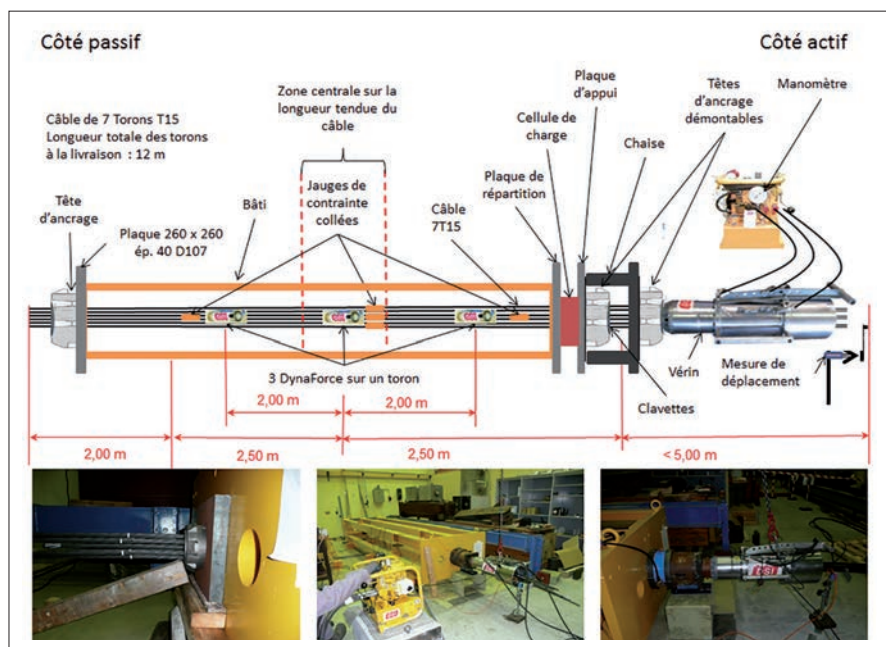 Côté passif
Côté actif
Câble de 7 Torons T15
Longueur totale des torons
à la livraison : 12 m
Zone centrale sur la
longueur tendue du
câble
Plaque
d'appui
Têtes
d'ancrage
démontables
Manomètre
Cellule de
charge
Chaise
Tête
d'ancrage
Plaque 260 x 260
ép. 40 D107
Bâti
Jauges de
contrainte
collées
Câble
7T15
Plaque de
répartition
3 DynaForce sur un toron
Vérin
Mesure de
déplacement
Clavettes
2,00 m
2,00 m
2,00 m
2,50 m
2,50 m
< 5,00 m